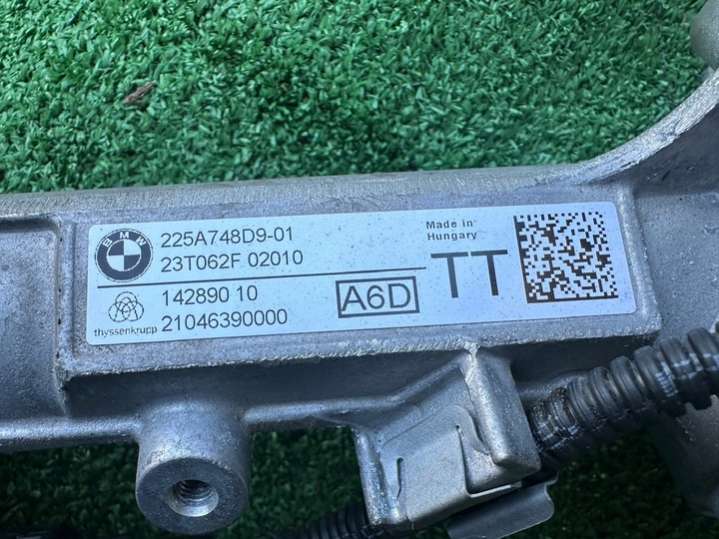 BMW
225A748D9-01
23T062F 02010
Made in
Hungary
TT
thyssenkrupp
142890 10
21046390000
A6D